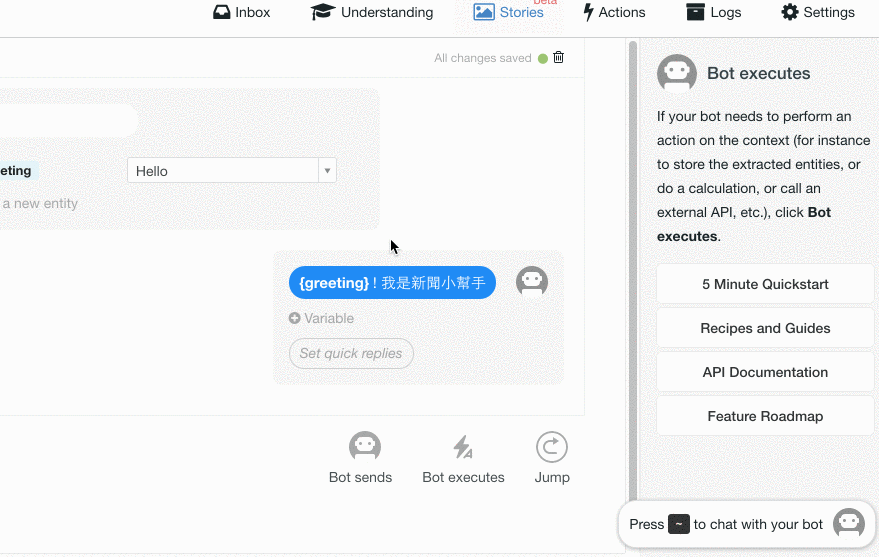 Inbox
Understanding
Stories
beta
Actions
Logs
Settings
All changes saved
eting
Hello
a new entity
{greeting} ! 我是新聞小幫手
Variable
Set quick replies
Bot sends
Bot executes
Jump
Bot executes
If your bot needs to perform an
action on the context (for instance
to store the extracted entities, or
do a calculation, or call an
external API, etc.), click Bot
executes.
5 Minute Quickstart
Recipes and Guides
API Documentation
Feature Roadmap
Press ~ to chat with your bot